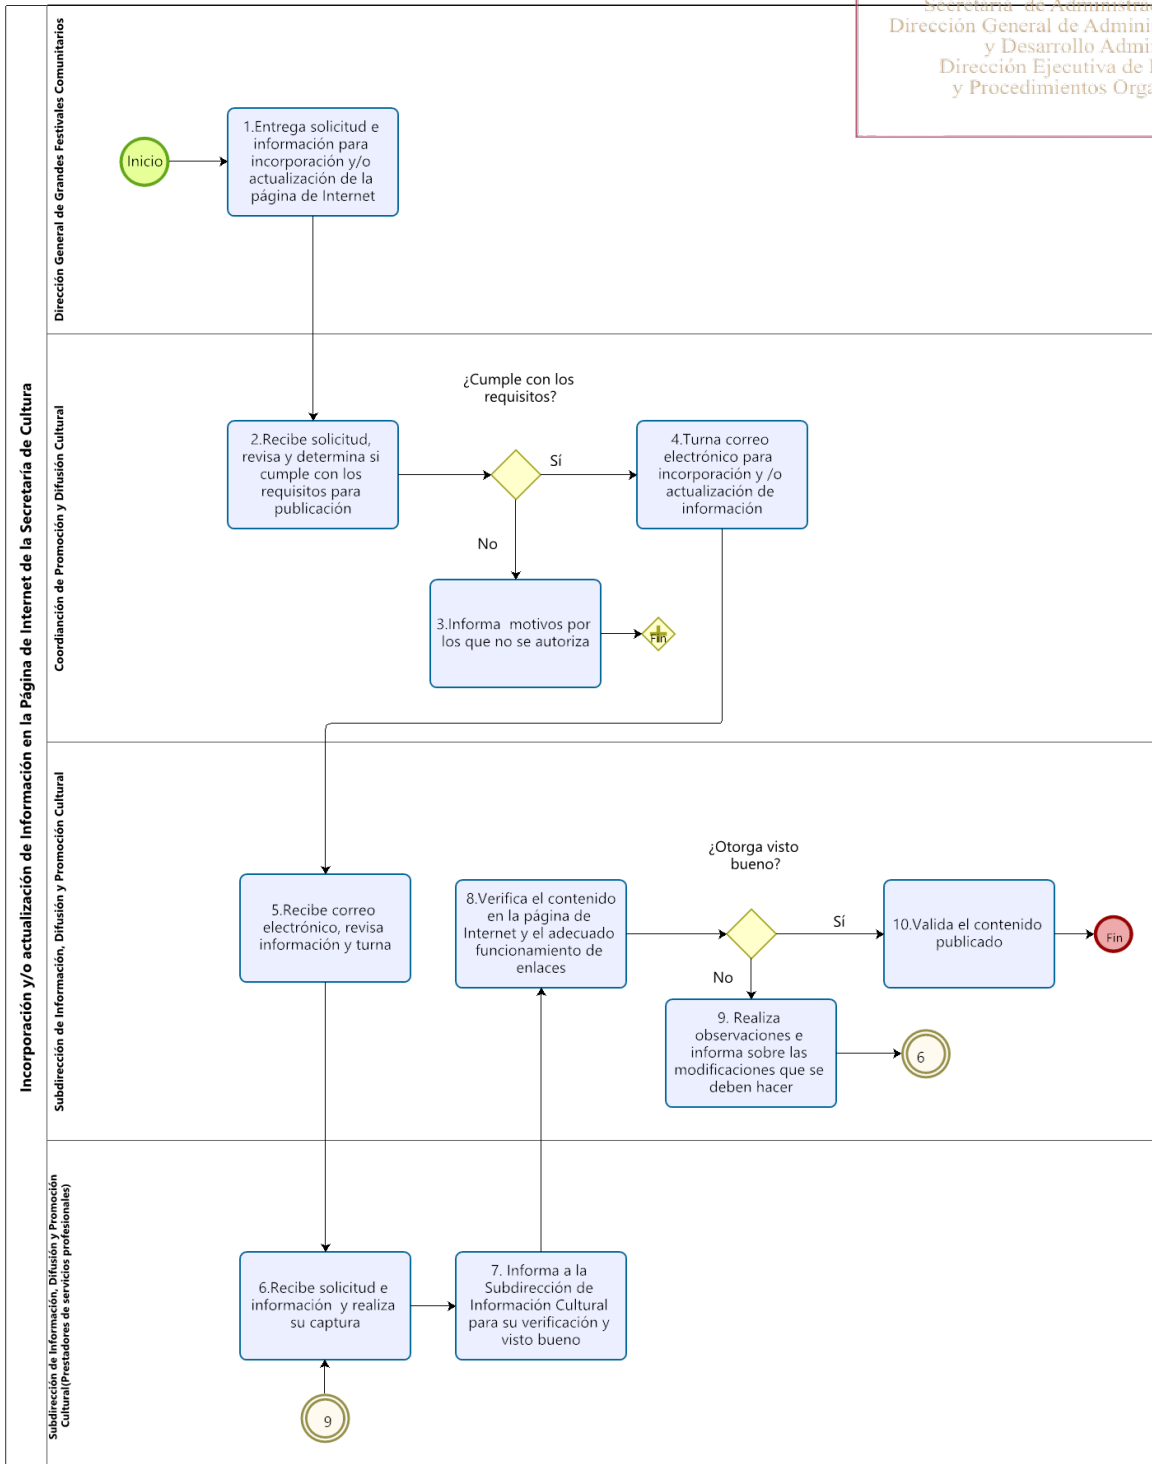 Dirección General de
y Desarrollo
Dirección Ejecutiva de
y Procedimientos
Incorporación y/o actualización de Información en la Página de Internet de la Secretaría de Cultura
Dirección General de Grandes Festivales Comunitarios
Inicio
1.Entrega solicitud e
información para
incorporación y/o
actualización de la
página de Internet
Coordianción de Promoción y Difusión Cultural
¿Cumple con los
requisitos?
2.Recibe solicitud,
revisa y determina si
cumple con los
requisitos para
publicación
Sí
4.Turna correo
electrónico para
incorporación y /o
actualización de
información
No
3.Informa motivos por
los que no se autoriza
Fin
Subdirección de Información, Difusión y Promoción Cultural
¿Otorga visto
bueno?
5.Recibe correo
electrónico, revisa
información y turna
8.Verifica el contenido
en la página de
Internet y el adecuado
funcionamiento de
enlaces
Sí
10.Valida el contenido
publicado
Fin
No
9. Realiza
observaciones e
informa sobre las
modificaciones que se
deben hacer
6
Subdirección de Información, Difusión y Promoción
Cultural(Prestadores de servicios profesionales)
6.Recibe solicitud e
información y realiza
su captura
7. Informa a la
Subdirección de
Información Cultural
para su verificación y
visto bueno
9